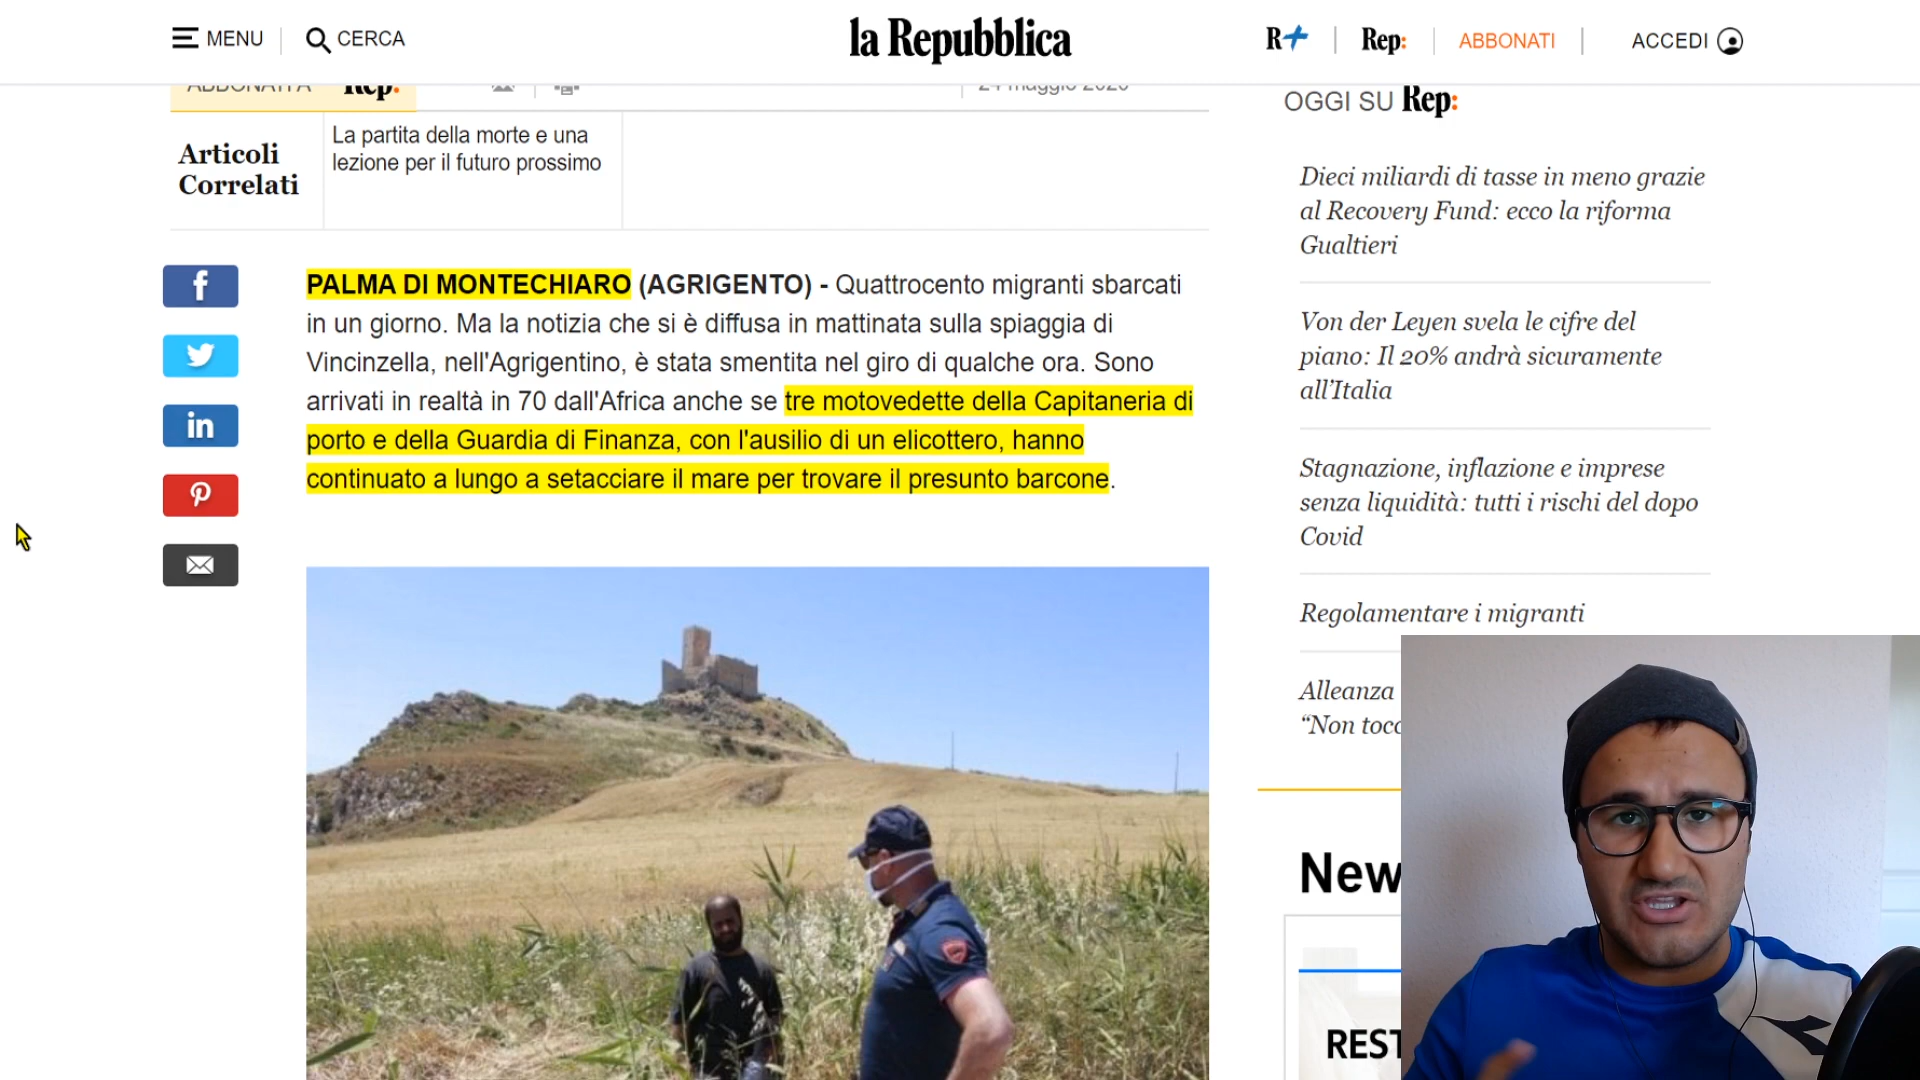 MENU
CERCA
la Repubblica
R+
Rep:
ABBONATI
ACCEDI
ABBONATI A Rep:
24 maggio 2020
Articoli
Correlati
La partita della morte e una
lezione per il futuro prossimo
PALMA DI MONTECHIARO (AGRIGENTO) - Quattrocento migranti sbarcati
in un giorno. Ma la notizia che si è diffusa in mattinata sulla spiaggia di
Vincinzella, nell'Agrigentino, è stata smentita nel giro di qualche ora. Sono
arrivati in realtà in 70 dall'Africa anche se tre motovedette della Capitaneria di
porto e della Guardia di Finanza, con l'ausilio di un elicottero, hanno
continuato a lungo a setacciare il mare per trovare il presunto barcone.
OGGI SU Rep:
Dieci miliardi di tasse in meno grazie
al Recovery Fund: ecco la riforma
Gualtieri
Von der Leyen svela le cifre del
piano: Il 20% andrà sicuramente
all’Italia
Stagnazione, inflazione e imprese
senza liquidità: tutti i rischi del dopo
Covid
Regolamentare i migranti
Alleanza
“Non tocc
New
REST